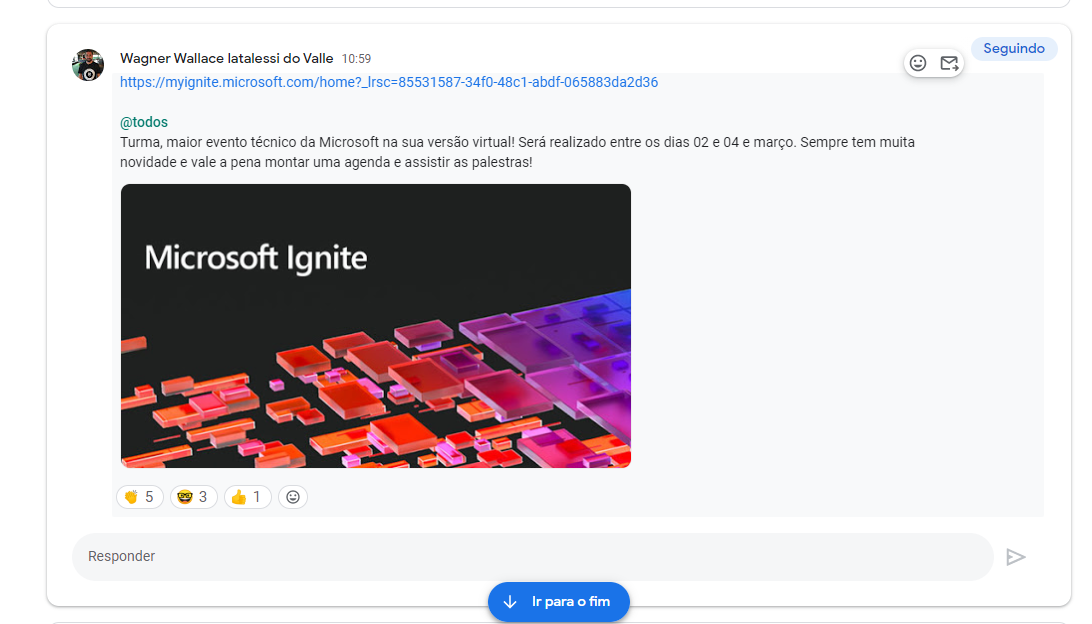 Seguindo
Wagner Wallace Iatalessi do Valle 10:59
https://myignite.microsoft.com/home?_lrsc=85531587-34f0-48c1-abdf-065883da2d36
@todos
Turma, maior evento técnico da Microsoft na sua versão virtual! Será realizado entre os dias 02 e 04 e março. Sempre tem muita
novidade e vale a pena montar uma agenda e assistir as palestras!
Microsoft Ignite
5 3 1
Responder
Ir para o fim